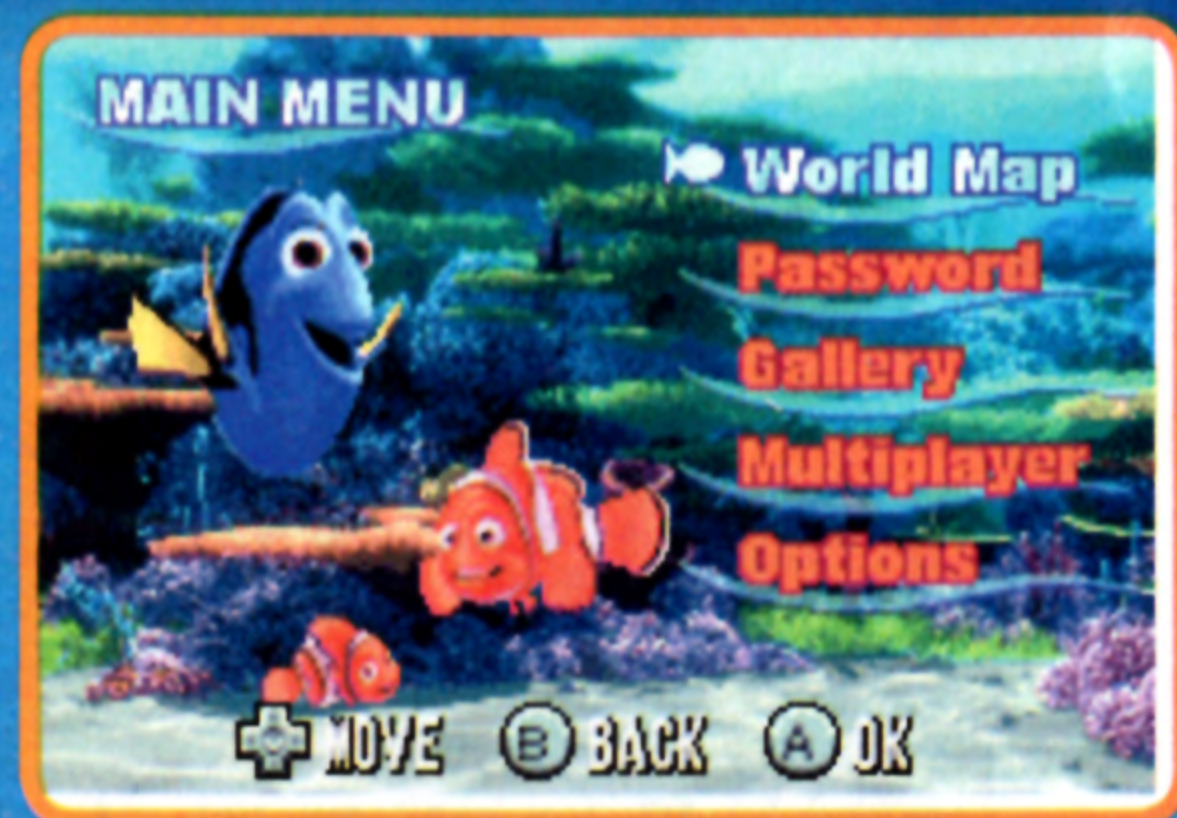 MAIN MENU
World Map
Password
Gallery
Multiplayer
Options
MOVE B BACK A OK